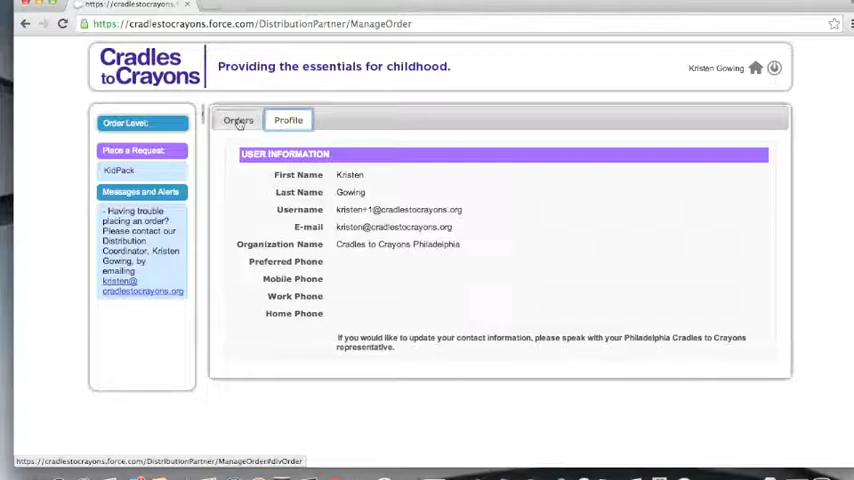 https://cradlestocrayons.f
https://cradlestocrayons.force.com/DistributionPartner/ManageOrder
Cradles
to Crayons
Providing the essentials for childhood.
Kristen Gowing
Order Level:
Place a Request:
KidPack
Messages and Alerts
- Having trouble
placing an order?
Please contact our
Distribution
Coordinator, Kristen
Gowing, by
emailing
kristen@
cradlestocrayons.org
Orders
Profile
USER INFORMATION
First Name Kristen
Last Name Gowing
Username kristen+1@cradlestocrayons.org
E-mail kristen@cradlestocrayons.org
Organization Name Cradles to Crayons Philadelphia
Preferred Phone
Mobile Phone
Work Phone
Home Phone
If you would like to update your contact information, please speak with your Philadelphia Cradles to Crayons
representative.
https://cradlestocrayons.force.com/DistributionPartner/ManageOrder#divOrder